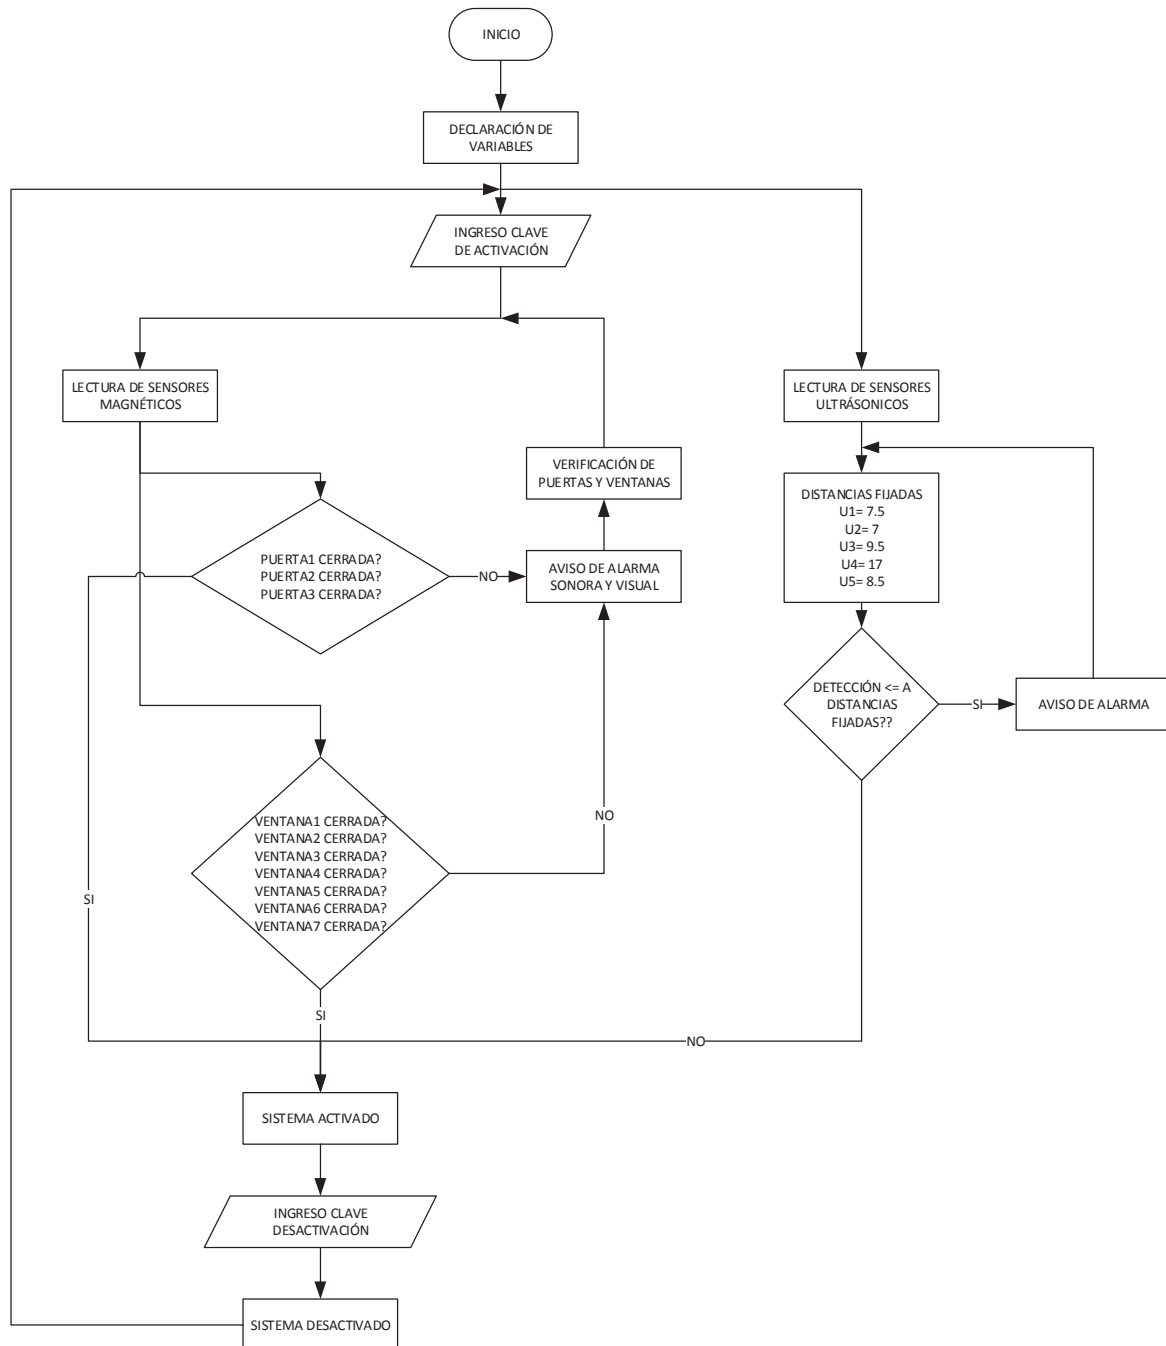 INICIO
DECLARACIÓN DE
VARIABLES
INGRESO CLAVE
DE ACTIVACIÓN
LECTURA DE SENSORES
MAGNÉTICOS
LECTURA DE SENSORES
ULTRÁSONICOS
VERIFICACIÓN DE
PUERTAS Y VENTANAS
DISTANCIAS FIJADAS
U1= 7.5
U2= 7
U3= 9.5
U4= 17
U5= 8.5
PUERTA1 CERRADA?
PUERTA2 CERRADA?
PUERTA3 CERRADA?
NO
AVISO DE ALARMA
SONORA Y VISUAL
DETECCIÓN <= A
DISTANCIAS
FIJADAS??
SI
AVISO DE ALARMA
NO
VENTANA1 CERRADA?
VENTANA2 CERRADA?
VENTANA3 CERRADA?
VENTANA4 CERRADA?
VENTANA5 CERRADA?
VENTANA6 CERRADA?
VENTANA7 CERRADA?
SI
SI
NO
SISTEMA ACTIVADO
INGRESO CLAVE
DESACTIVACIÓN
SISTEMA DESACTIVADO